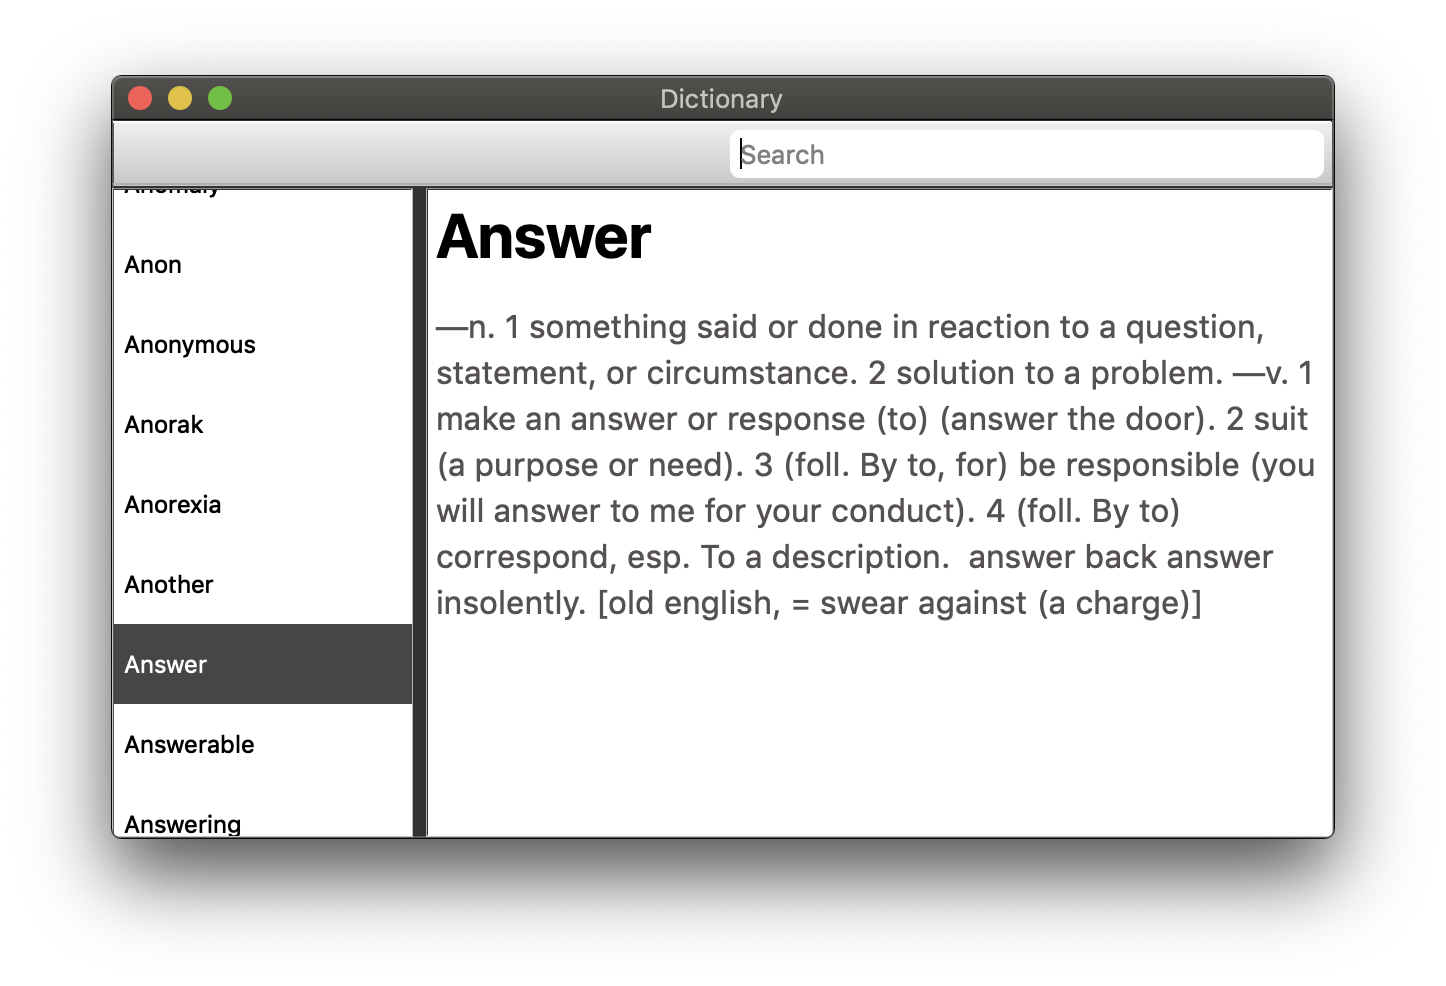 Dictionary
Search
Anomaly
Anon
Anonymous
Anorak
Anorexia
Another
Answer
Answerable
Answering
Answer
—n. 1 something said or done in reaction to a question,
statement, or circumstance. 2 solution to a problem. —v. 1
make an answer or response (to) (answer the door). 2 suit
(a purpose or need). 3 (foll. By to, for) be responsible (you
will answer to me for your conduct). 4 (foll. By to)
correspond, esp. To a description.  answer back answer
insolently. [old english, = swear against (a charge)]